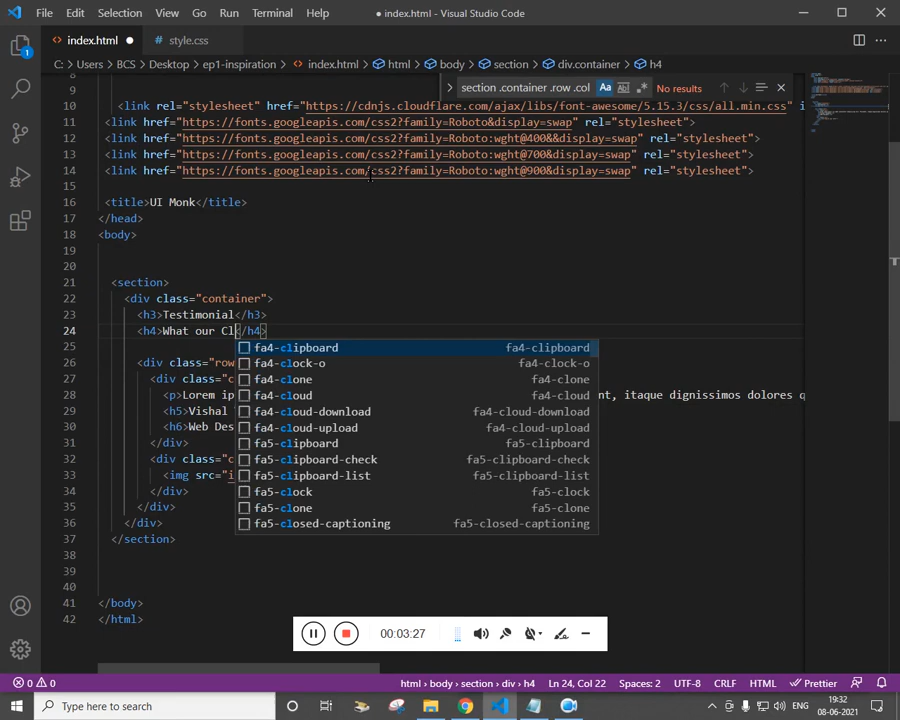 File Edit Selection View Go Run Terminal Help
● index.html - Visual Studio Code
index.html ● style.css
C: > Users > BCS > Desktop > ep1-inspiration > index.html > html > body > section > div.container > h4
section .container .row .col Aa No results
8
10 <link rel="stylesheet" href="https://cdnjs.cloudflare.com/ajax/libs/font-awesome/5.15.3/css/all.min.css" i
11 <link href="https://fonts.googleapis.com/css2?family=Roboto&display=swap" rel="stylesheet">
12 <link href="https://fonts.googleapis.com/css2?family=Roboto:wght@400&&display=swap" rel="stylesheet">
13 <link href="https://fonts.googleapis.com/css2?family=Roboto:wght@700&display=swap" rel="stylesheet">
14 <link href="https://fonts.googleapis.com/css2?family=Roboto:wght@900&display=swap" rel="stylesheet">
15
16 <title>UI Monk</title>
17 </head>
18 <body>
19
20
21 <section>
22 <div class="container">
23 <h3>Testimonial</h3>
24 <h4>What our Cl</h4>
25
fa4-clipboard fa4-clipboard
26 <div class="row
fa4-clock-o fa4-clock-o
27 <div class="c
fa4-clone fa4-clone
28 <p>Lorem ip nt, itaque dignissimos dolores q
fa4-cloud fa4-cloud
29 <h5>Vishal
fa4-cloud-download fa4-cloud-download
30 <h6>Web Des
fa4-cloud-upload fa4-cloud-upload
31 </div>
fa5-clipboard fa5-clipboard
32 <div class="c
fa5-clipboard-check fa5-clipboard-check
33 <img src="i
fa5-clipboard-list fa5-clipboard-list
34 </div>
fa5-clock fa5-clock
35 </div>
fa5-clone fa5-clone
36 </div>
fa5-closed-captioning fa5-closed-captioning
37 </section>
38
39
40
41 </body>
42 </html>
00:03:27
0 0 html > body > section > div > h4 Ln 24, Col 22 Spaces: 2 UTF-8 CRLF HTML Prettier
Type here to search
ENG 19:32
08-06-2021
1